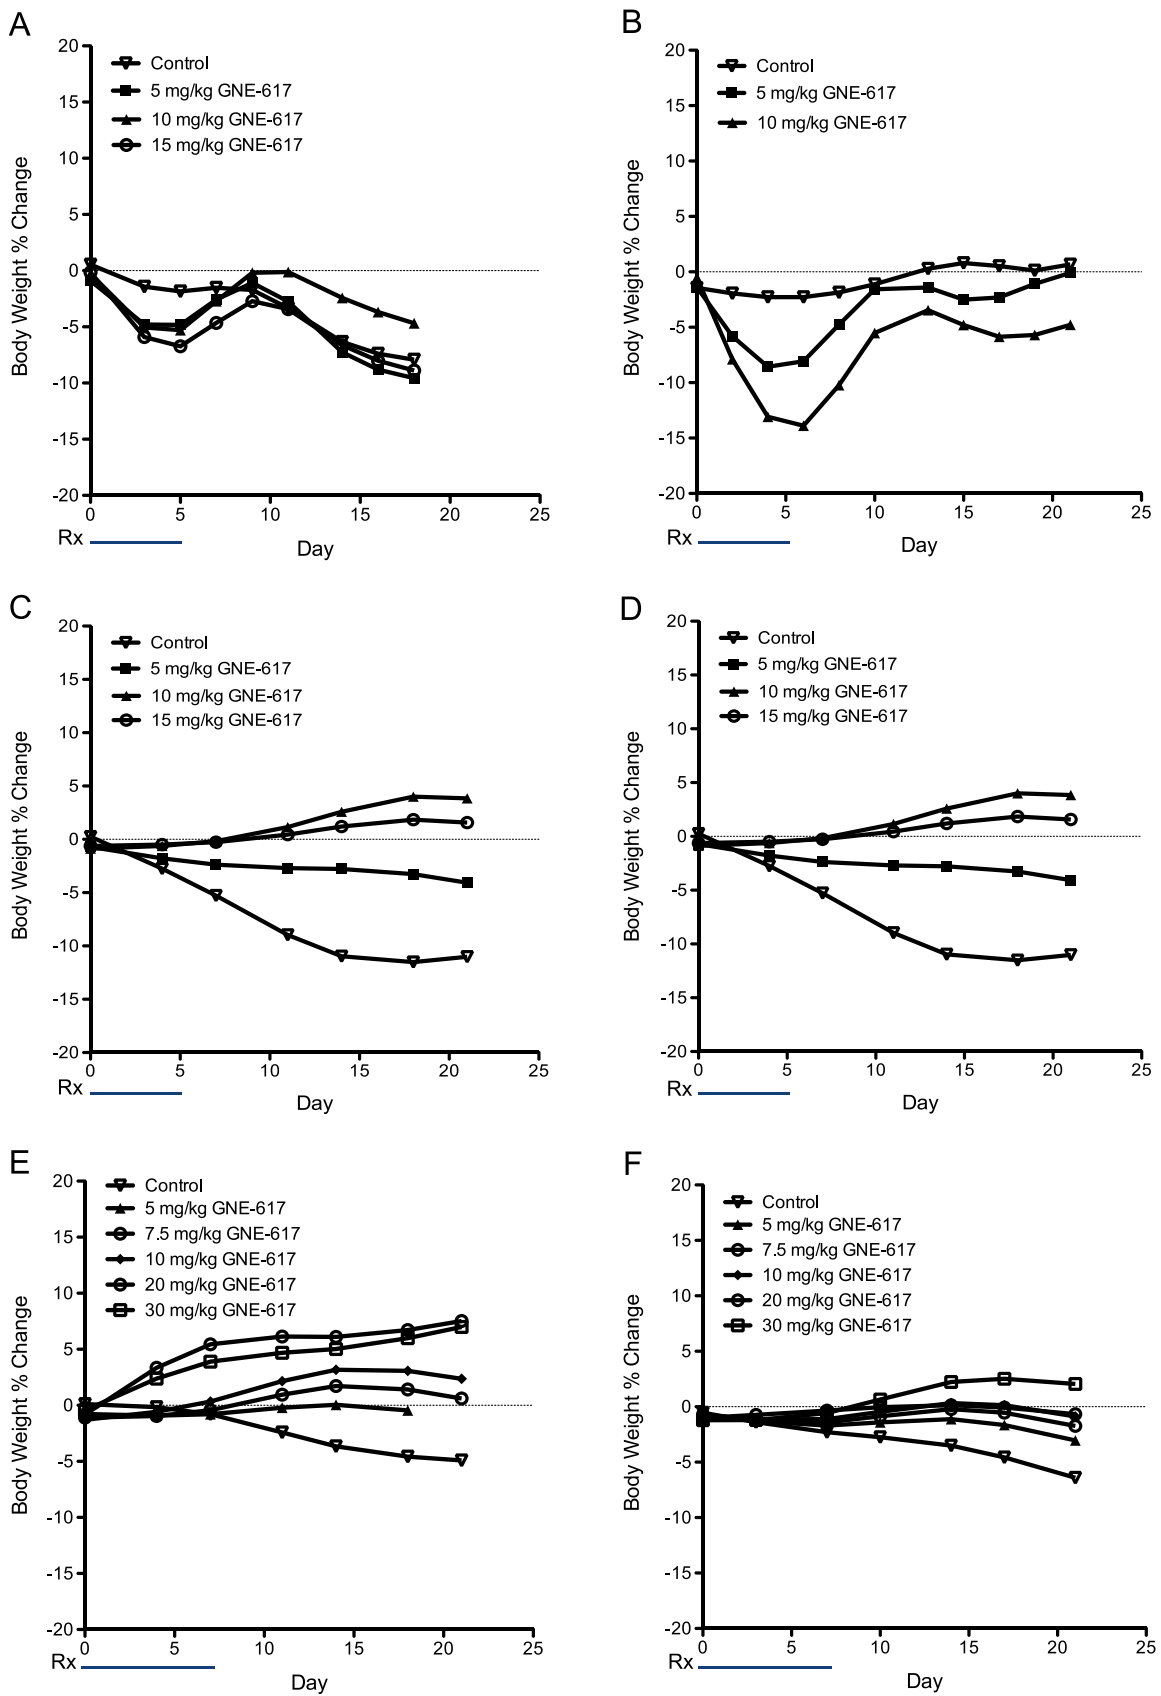 A
20
15
10
5
0
-5
-10
-15
-20
Body Weight % Change
Control
5 mg/kg GNE-617
10 mg/kg GNE-617
15 mg/kg GNE-617
0 5 10 15 20 25
Rx
Day
B
20
15
10
5
0
-5
-10
-15
-20
Body Weight % Change
Control
5 mg/kg GNE-617
10 mg/kg GNE-617
0 5 10 15 20 25
Rx
Day
C
20
15
10
5
0
-5
-10
-15
-20
Body Weight % Change
Control
5 mg/kg GNE-617
10 mg/kg GNE-617
15 mg/kg GNE-617
0 5 10 15 20 25
Rx
Day
D
20
15
10
5
0
-5
-10
-15
-20
Body Weight % Change
Control
5 mg/kg GNE-617
10 mg/kg GNE-617
15 mg/kg GNE-617
0 5 10 15 20 25
Rx
Day
E
20
15
10
5
0
-5
-10
-15
-20
Body Weight % Change
Control
5 mg/kg GNE-617
7.5 mg/kg GNE-617
10 mg/kg GNE-617
20 mg/kg GNE-617
30 mg/kg GNE-617
0 5 10 15 20 25
Rx
Day
F
20
15
10
5
0
-5
-10
-15
-20
Body Weight % Change
Control
5 mg/kg GNE-617
7.5 mg/kg GNE-617
10 mg/kg GNE-617
20 mg/kg GNE-617
30 mg/kg GNE-617
0 5 10 15 20 25
Rx
Day